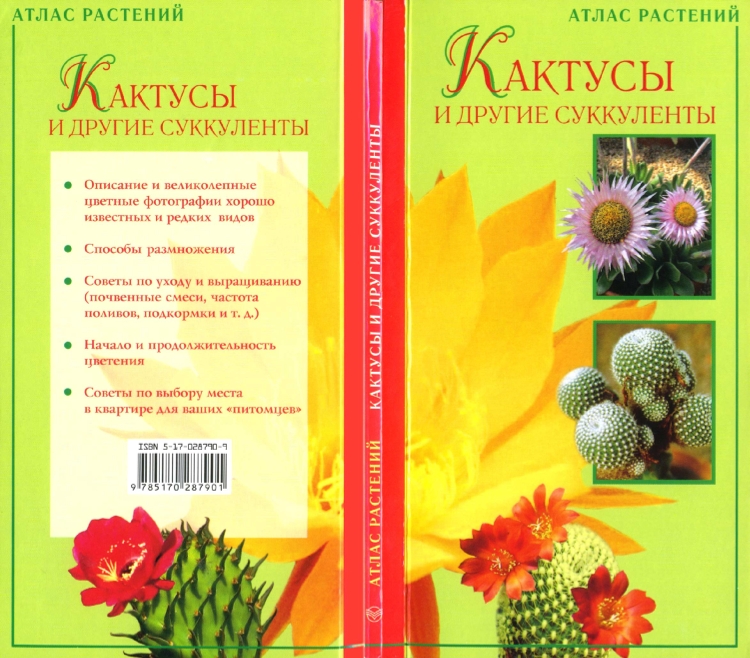 АТЛАС РАСТЕНИЙ
КАКТУСЫ
И ДРУГИЕ СУККУЛЕНТЫ
• Описание и великолепные
цветные фотографии хорошо
известных и редких видов
• Способы размножения
• Советы по уходу и выращиванию
(почвенные смеси, частота
поливов, подкормки и т. д.)
• Начало и продолжительность
цветения
• Советы по выбору места
в квартире для ваших «питомцев»
ISBN 5-17-028790-9
9 785170 287901
АТЛАС РАСТЕНИЙ КАКТУСЫ И ДРУГИЕ СУККУЛЕНТЫ
АТЛАС РАСТЕНИЙ
КАКТУСЫ
И ДРУГИЕ СУККУЛЕНТЫ